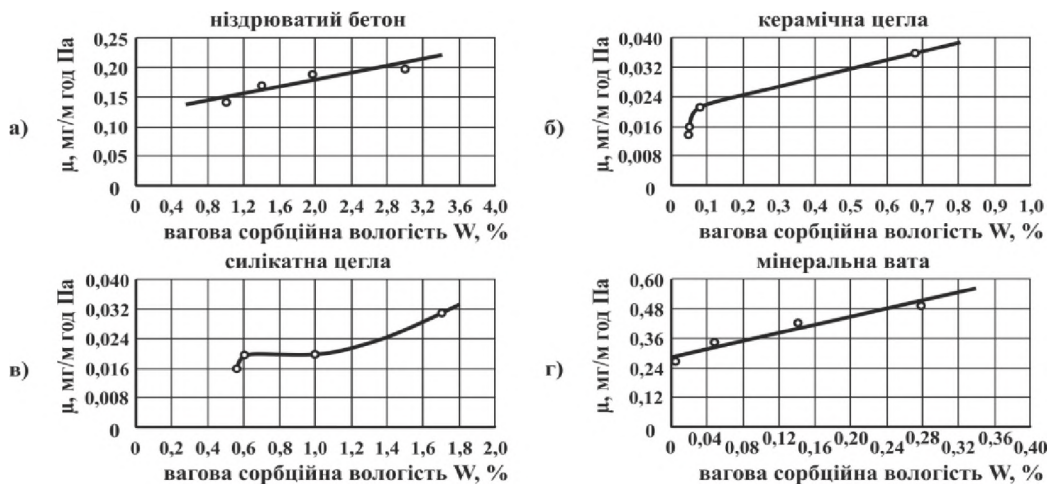 ніздрюватий бетон
а)
μ, мг/м год Па
0,25
0,20
0,15
0,10
0,05
0
0 0,4 0,8 1,2 1,6 2,0 2,4 2,8 3,2 3,6 4,0
вагова сорбційна вологість W, %
керамічна цегла
б)
μ, мг/м год Па
0,040
0,032
0,024
0,016
0,008
0
0 0,1 0,2 0,3 0,4 0,5 0,6 0,7 0,8 0,9 1,0
вагова сорбційна вологість W, %
силікатна цегла
в)
μ, мг/м год Па
0,040
0,032
0,024
0,016
0,008
0
0 0,2 0,4 0,6 0,8 1,0 1,2 1,4 1,6 1,8 2,0
вагова сорбційна вологість W, %
мінеральна вата
г)
μ, мг/м год Па
0,60
0,48
0,36
0,24
0,12
0
0 0,04 0,08 0,12 0,16 0,20 0,24 0,28 0,32 0,36 0,40
вагова сорбційна вологість W, %